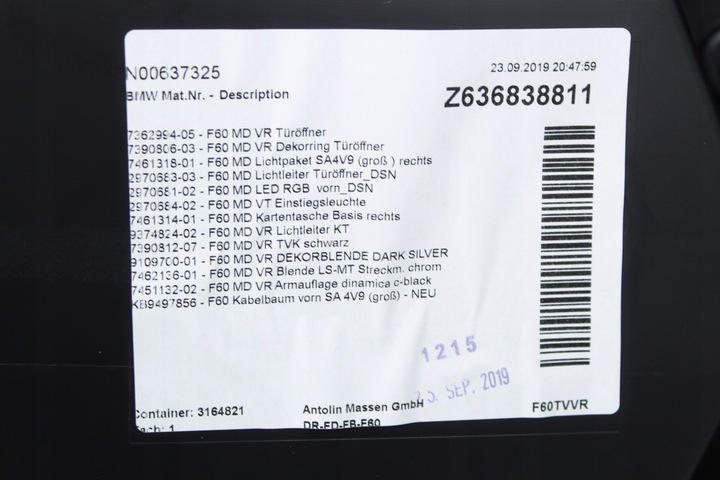 N00637325
23.09.2019 20:47:59
BMW Mat.Nr. - Description
Z636838811
7362994-05 - F60 MD VR Türöffner
7390806-03 - F60 MD VR Dekorring Türöffner
7461318-01 - F60 MD Lichtpaket SA4V9 (groß ) rechts
2970683-03 - F60 MD Lichtleiter Türöffner_DSN
2970681-02 - F60 MD LED RGB vorn_DSN
2970684-02 - F60 MD VT Einstiegsleuchte
7461314-01 - F60 MD Kartentasche Basis rechts
9374824-02 - F60 MD VR Lichtleiter KT
7390812-07 - F60 MD VR TVK schwarz
9109700-01 - F60 MD VR DEKORBLENDE DARK SILVER
7462136-01 - F60 MD VR Blende LS-MT Streckm. chrom
7451132-02 - F60 MD VR Armauflage dinamica c-black
KB9497856 - F60 Kabelbaum vorn SA 4V9 (groß) - NEU
1215
SEP. 2019
Container: 3164821
Antolin Massen GmbH
F60TVVR
Fach: 1
DR-FD-FB-F60